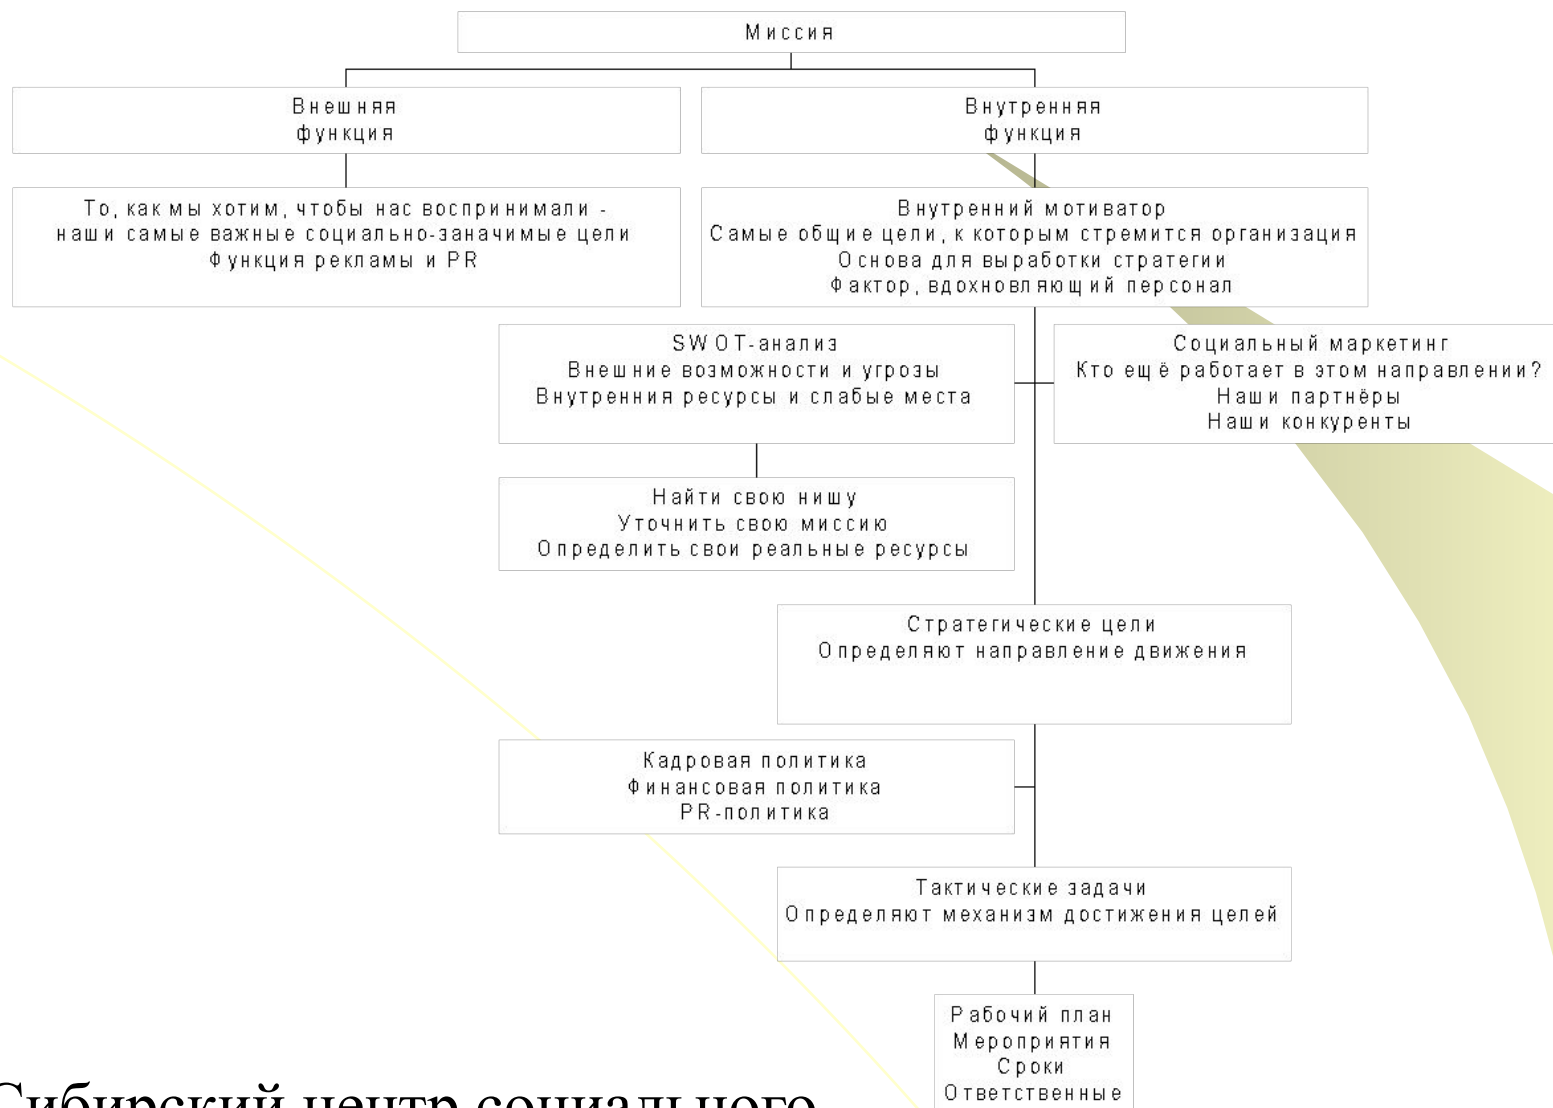 Миссия
Внешняя
функция
Внутренняя
функция
То, как мы хотим, чтобы нас воспринимали -
наши самые важные социально-заначимые цели
Функция рекламы и PR
Внутренний мотиватор
Самые общие цели, к которым стремится организация
Основа для выработки стратегии
Фактор, вдохновляющий персонал
SWOT-анализ
Внешние возможности и угрозы
Внутренния ресурсы и слабые места
Социальный маркетинг
Кто ещё работает в этом направлении?
Наши партнёры
Наши конкуренты
Найти свою нишу
Уточнить свою миссию
Определить свои реальные ресурсы
Стратегические цели
Определяют направление движения
Кадровая политика
Финансовая политика
PR-политика
Тактические задачи
Определяют механизм достижения целей
Рабочий план
Мероприятия
Сроки
Ответственные
Сибирский центр социального